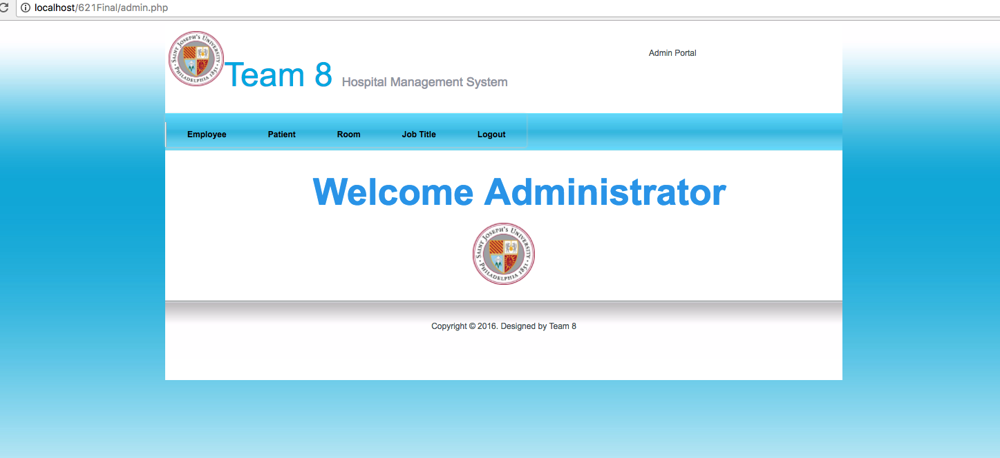 localhost/621Final/admin.php
SAINT JOSEPH'S UNIVERSITY
PHILADELPHIA 1851
Admin Portal
Team 8 Hospital Management System
Employee Patient Room Job Title Logout
Welcome Administrator
SAINT JOSEPH'S UNIVERSITY
PHILADELPHIA 1851
Copyright © 2016. Designed by Team 8